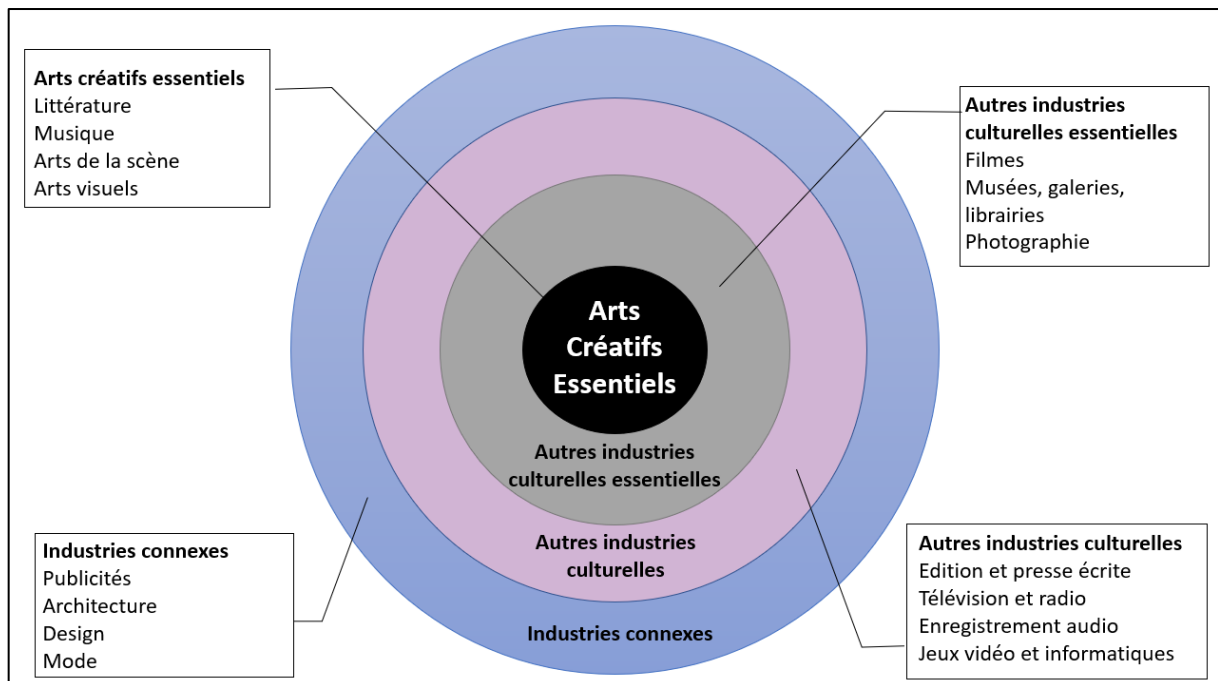 Arts créatifs essentiels
Littérature
Musique
Arts de la scène
Arts visuels
Autres industries
culturelles essentielles
Filmes
Musées, galeries,
librairies
Photographie
Arts
Créatifs
Essentiels
Autres industries
culturelles essentielles
Autres industries
culturelles
Industries connexes
Industries connexes
Publicités
Architecture
Design
Mode
Autres industries culturelles
Edition et presse écrite
Télévision et radio
Enregistrement audio
Jeux vidéo et informatiques